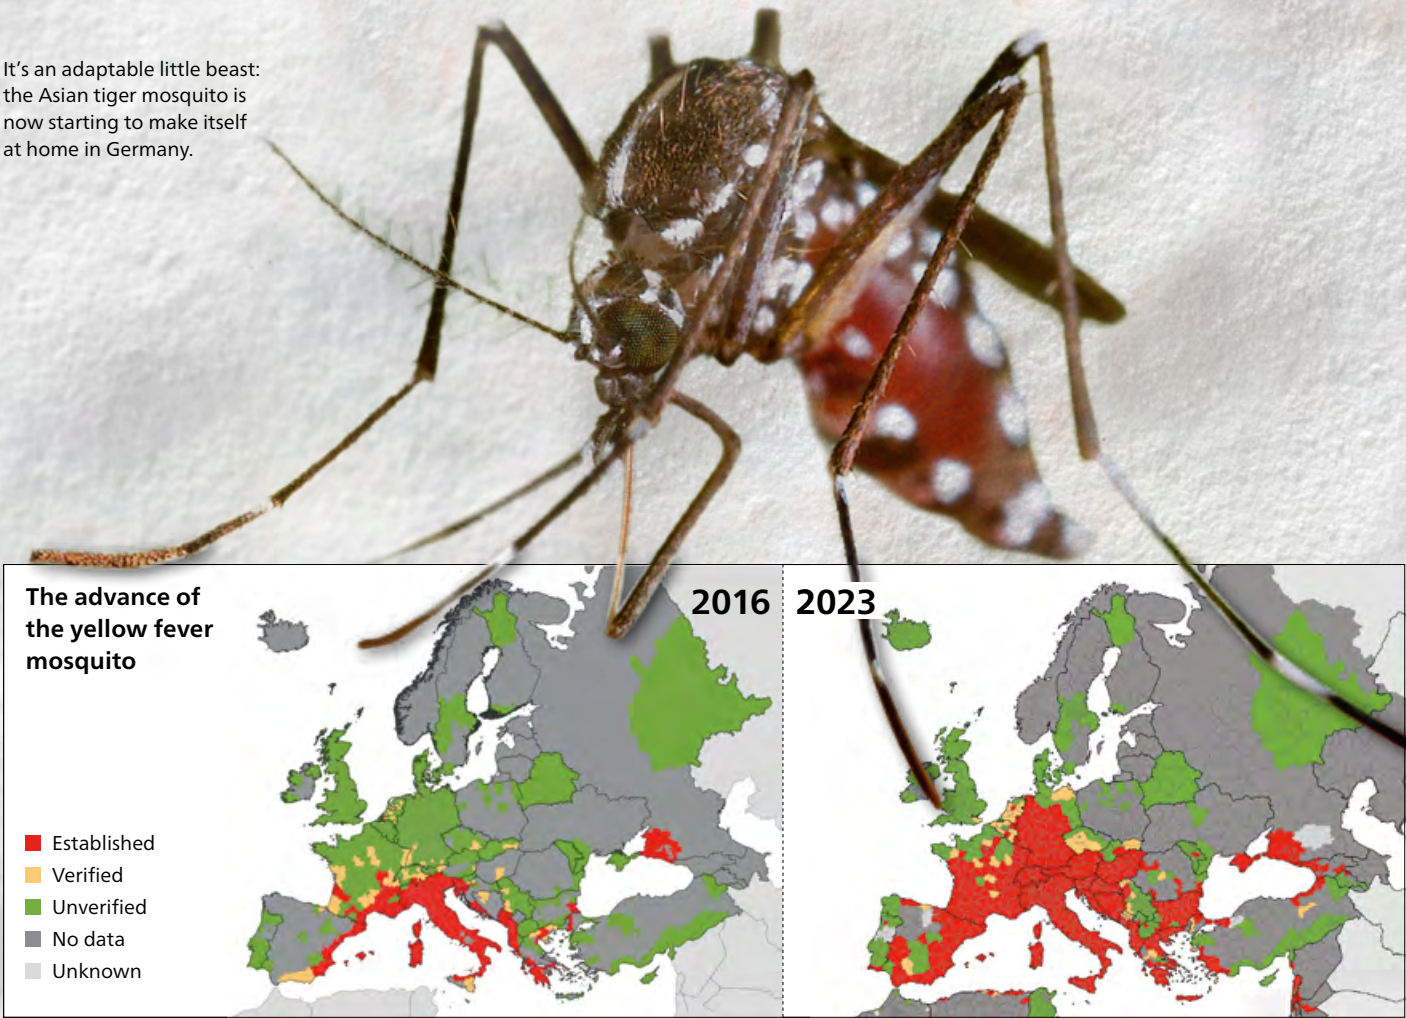 It's an adaptable little beast:
the Asian tiger mosquito is
now starting to make itself
at home in Germany.
The advance of
the yellow fever
mosquito
2016
2023
Established
Verified
Unverified
No data
Unknown